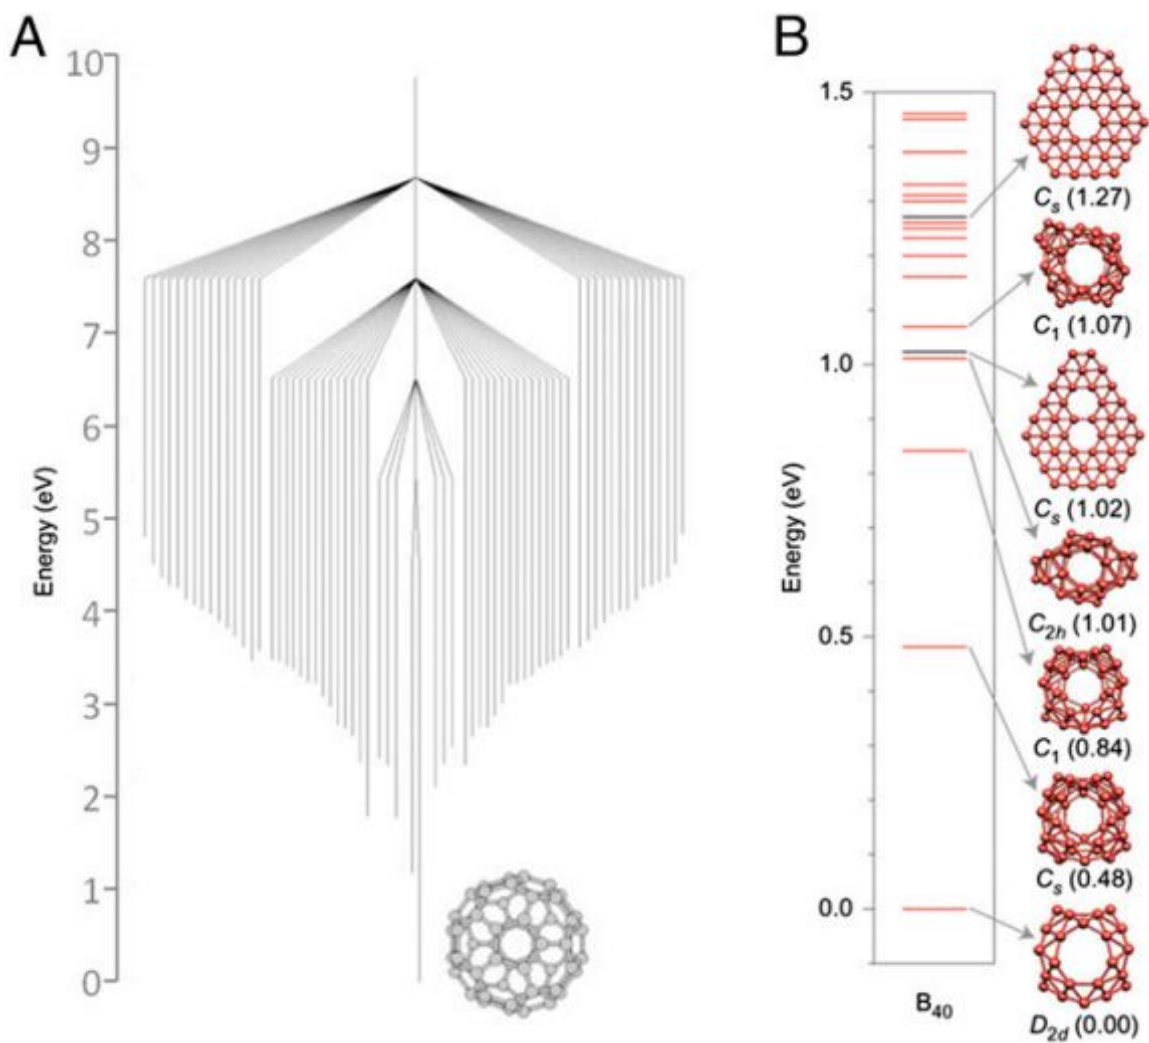 A
10
9
8
7
6
5
4
3
2
1
0
Energy (eV)
B
1.5
1.0
0.5
0.0
Energy (eV)
B₄₀
Cₛ (1.27)
C₁ (1.07)
Cₛ (1.02)
C₂ₕ (1.01)
C₁ (0.84)
Cₛ (0.48)
D₂d (0.00)